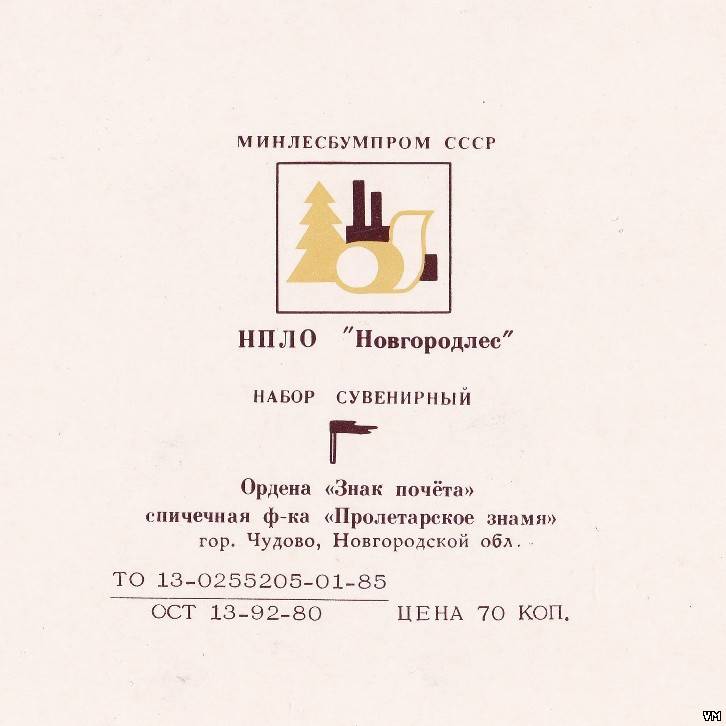 МИНЛЕСБУМПРОМ СССР
НПЛО "Новгородлес"
НАБОР СУВЕНИРНЫЙ
Ордена «Знак почёта»
спичечная ф-ка «Пролетарское знамя»
гор. Чудово, Новгородской обл.
ТО 13-0255205-01-85
ОСТ 13-92-80 ЦЕНА 70 КОП.
VM